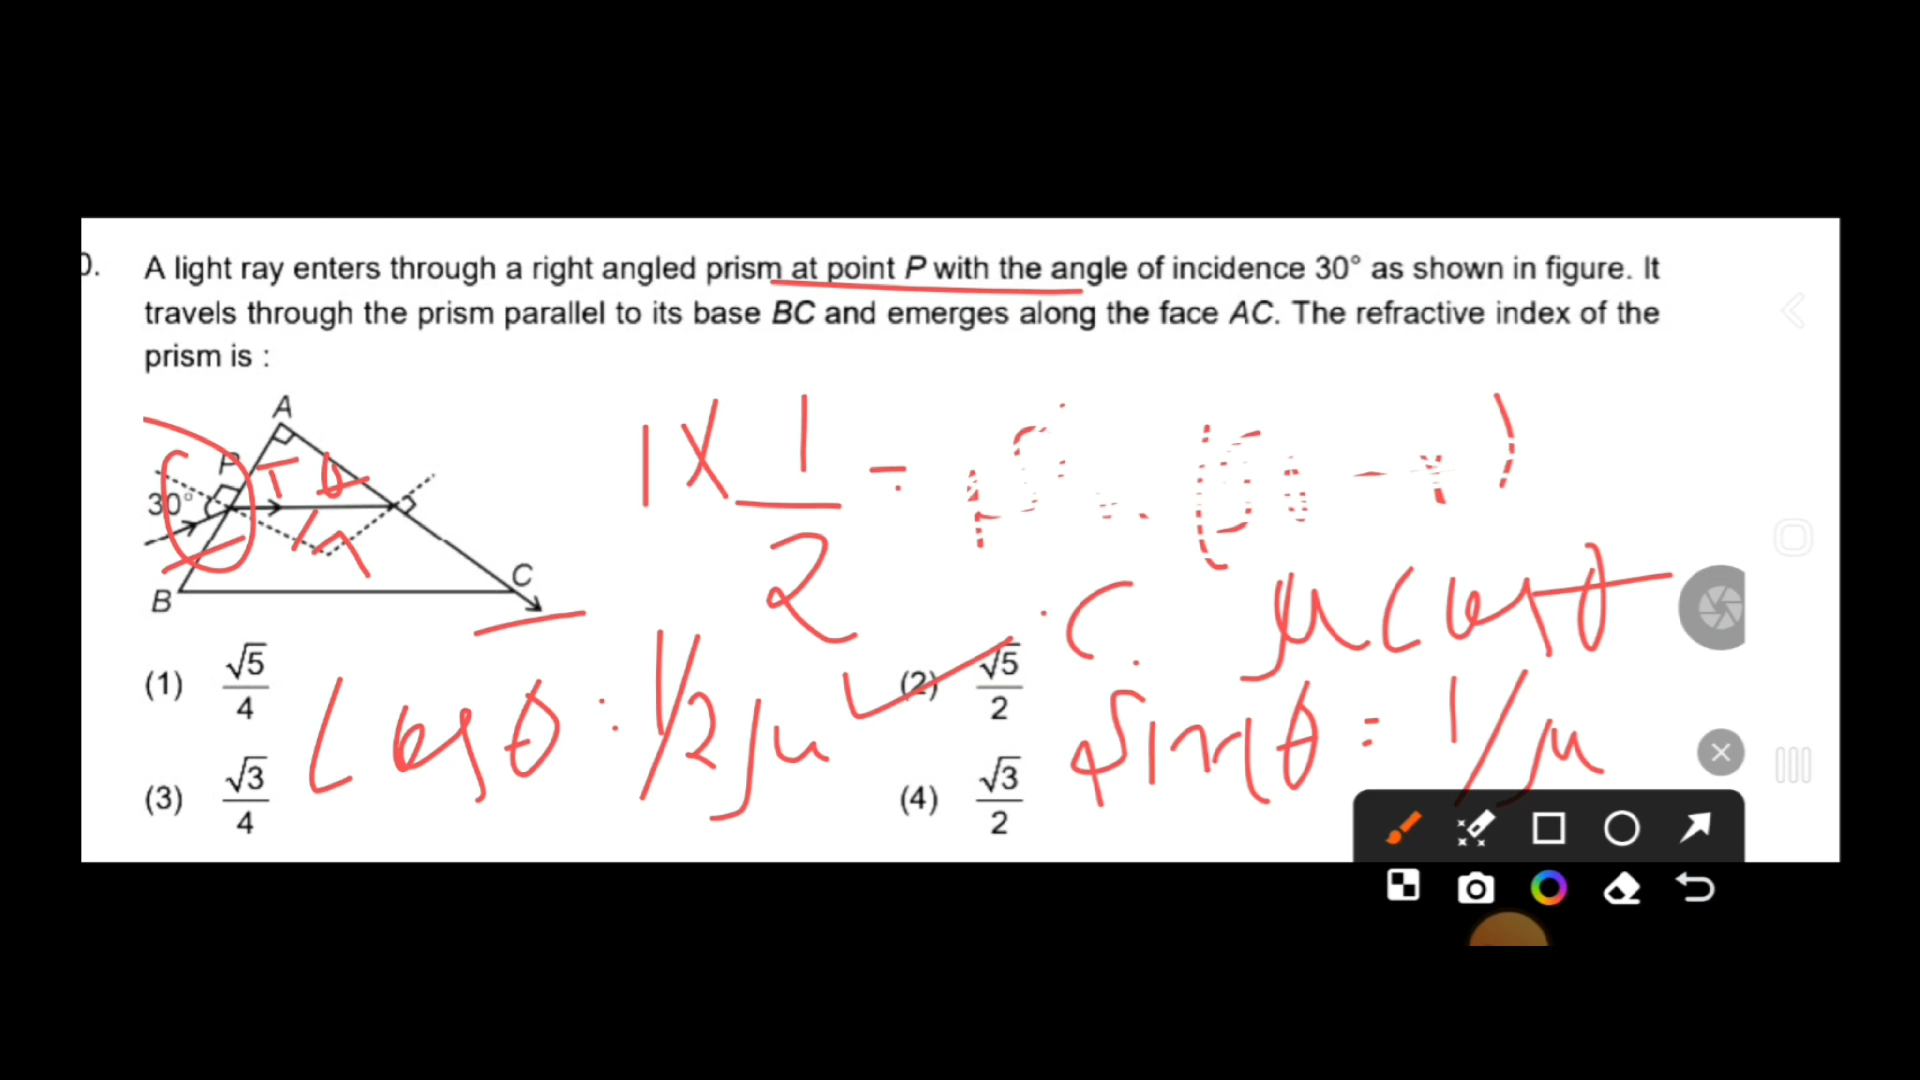 0. A light ray enters through a right angled prism at point P with the angle of incidence 30° as shown in figure. It
travels through the prism parallel to its base BC and emerges along the face AC. The refractive index of the
prism is :
A
P
30°
B
C
1 × 1/2 =
μ cos θ
(1) √5/4
(2) √5/2
cos θ = 1/2μ
sin θ = 1/μ
(3) √3/4
(4) √3/2